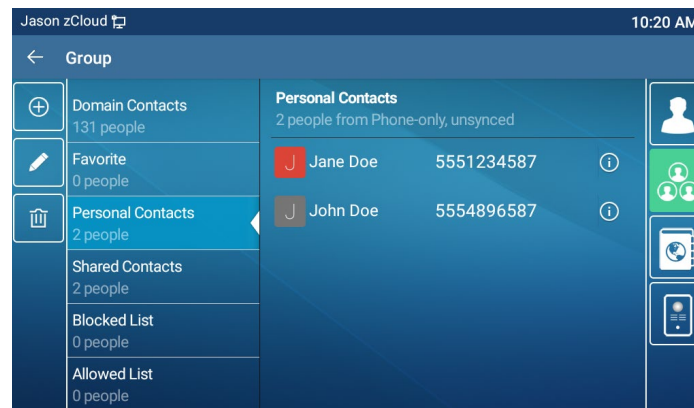 Jason zCloud
10:20 AM
Group
Domain Contacts
131 people
Favorite
0 people
Personal Contacts
2 people
Shared Contacts
2 people
Blocked List
0 people
Allowed List
0 people
Personal Contacts
2 people from Phone-only, unsynced
J Jane Doe 5551234587
J John Doe 5554896587